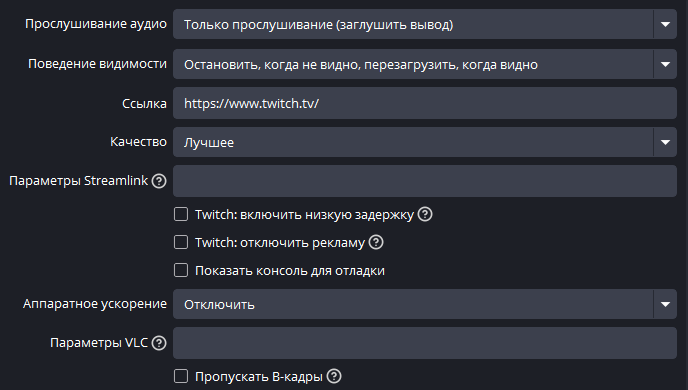 Прослушивание аудио Только прослушивание (заглушить вывод)
Поведение видимости Остановить, когда не видно, перезагрузить, когда видно
Ссылка https://www.twitch.tv/
Качество Лучшее
Параметры Streamlink ?
Twitch: включить низкую задержку ?
Twitch: отключить рекламу ?
Показать консоль для отладки
Аппаратное ускорение Отключить
Параметры VLC ?
Пропускать B-кадры ?